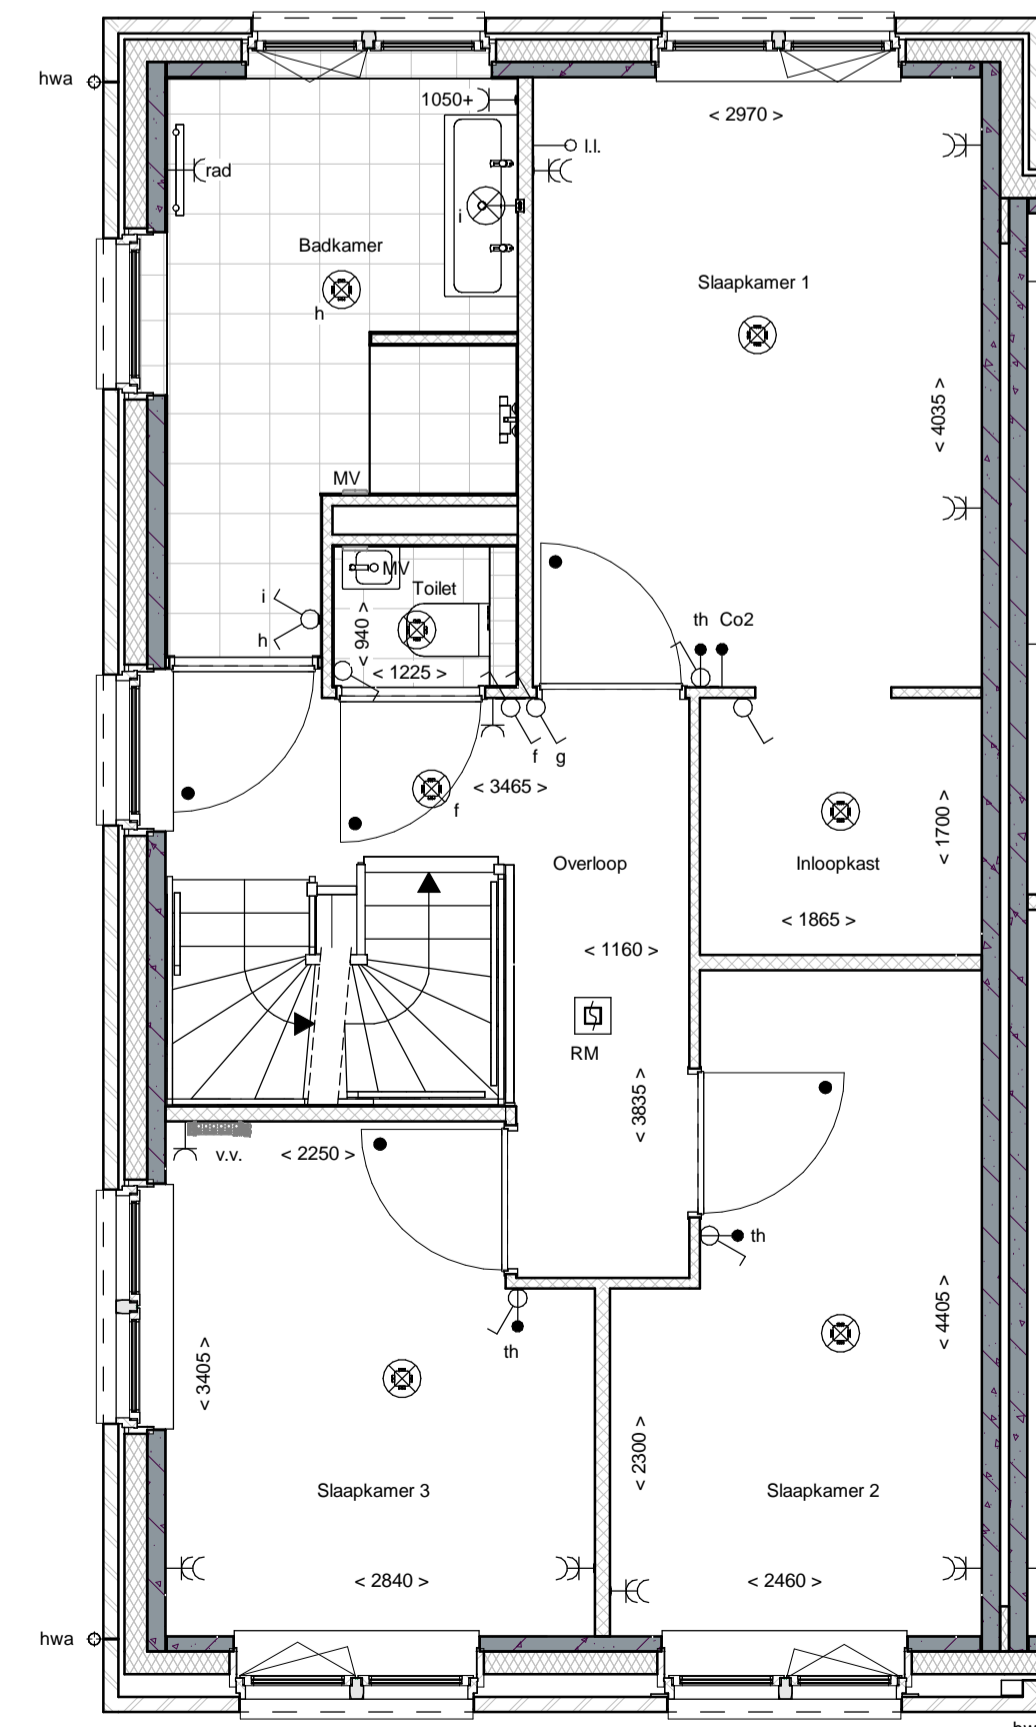 hwa
1050+
< 2970 >
l.l.
rad
i
Badkamer
h
Slaapkamer 1
< 4035 >
MV
MV
Toilet
i
h
< 940 >
< 1225 >
th Co2
f g
< 3465 >
f
Overloop
Inloopkast
< 1700 >
< 1865 >
< 1160 >
RM
< 3835 >
v.v.
< 2250 >
th
th
< 3405 >
< 4405 >
< 2300 >
Slaapkamer 3
Slaapkamer 2
< 2840 >
< 2460 >
hwa